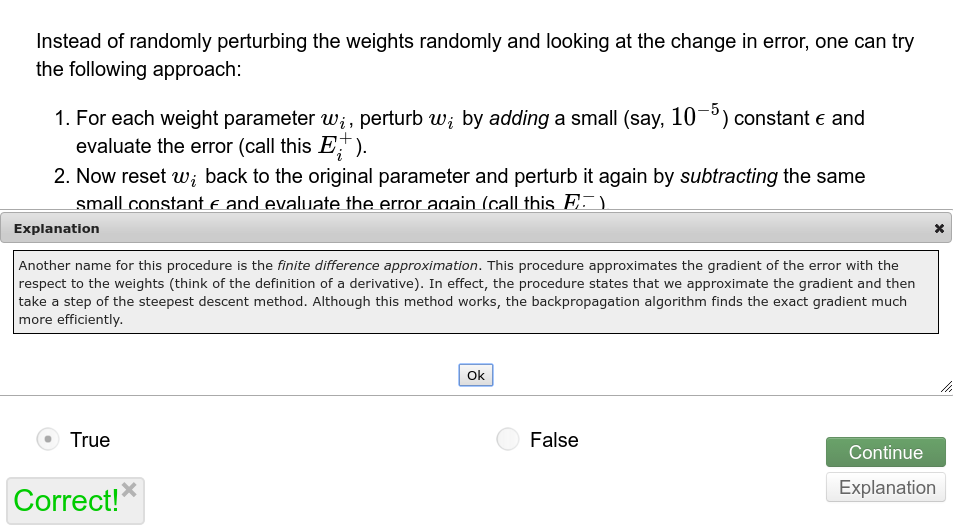 Instead of randomly perturbing the weights randomly and looking at the change in error, one can try
the following approach:
1. For each weight parameter wᵢ, perturb wᵢ by adding a small (say, 10⁻⁵) constant ϵ and
evaluate the error (call this Eᵢ⁺).
2. Now reset wᵢ back to the original parameter and perturb it again by subtracting the same
small constant ϵ and evaluate the error again (call this Eᵢ⁻)
Explanation
Another name for this procedure is the finite difference approximation. This procedure approximates the gradient of the error with the
respect to the weights (think of the definition of a derivative). In effect, the procedure states that we approximate the gradient and then
take a step of the steepest descent method. Although this method works, the backpropagation algorithm finds the exact gradient much
more efficiently.
Ok
True
False
Continue
Correct!
Explanation